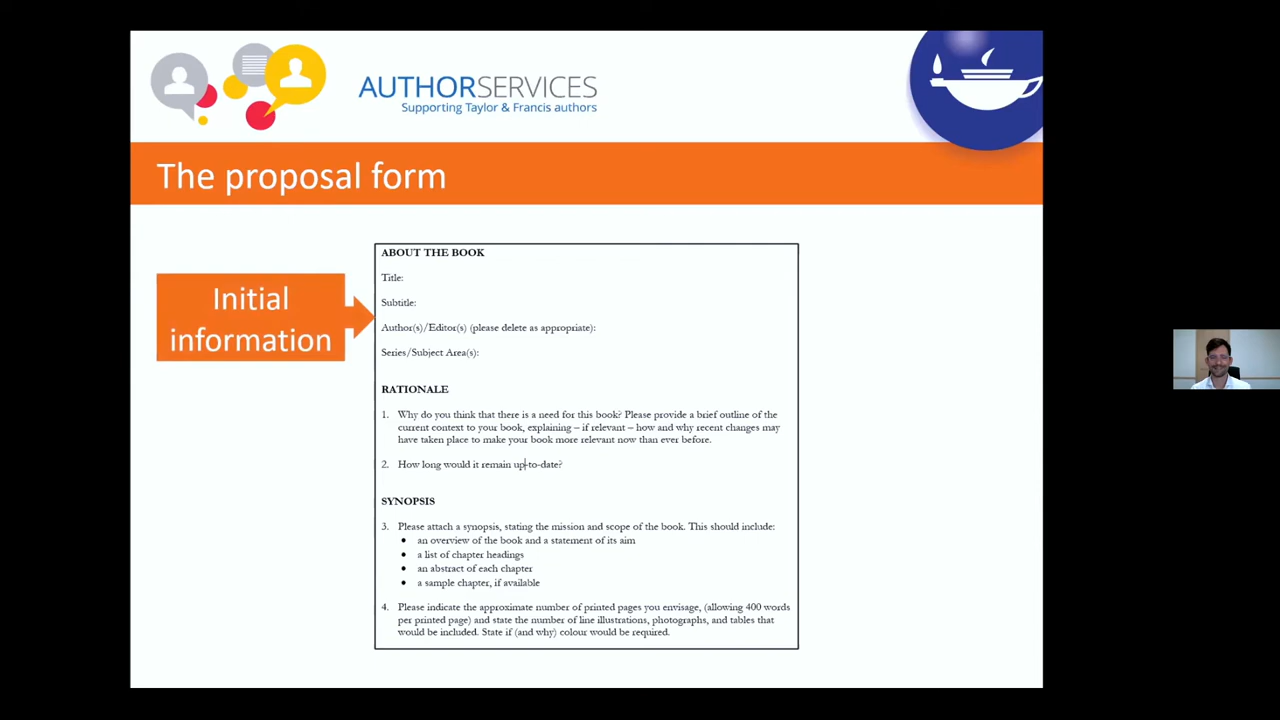 AUTHORSERVICES
Supporting Taylor & Francis authors
The proposal form
Initial
information
ABOUT THE BOOK
Title:
Subtitle:
Author(s)/Editor(s) (please delete as appropriate):
Series/Subject Area(s):
RATIONALE
1. Why do you think that there is a need for this book? Please provide a brief outline of the
current context to your book, explaining – if relevant – how and why recent changes may
have taken place to make your book more relevant now than ever before.
2. How long would it remain up-to-date?
SYNOPSIS
3. Please attach a synopsis, stating the mission and scope of the book. This should include:
• an overview of the book and a statement of its aim
• a list of chapter headings
• an abstract of each chapter
• a sample chapter, if available
4. Please indicate the approximate number of printed pages you envisage, (allowing 400 words
per printed page) and state the number of line illustrations, photographs, and tables that
would be included. State if (and why) colour would be required.